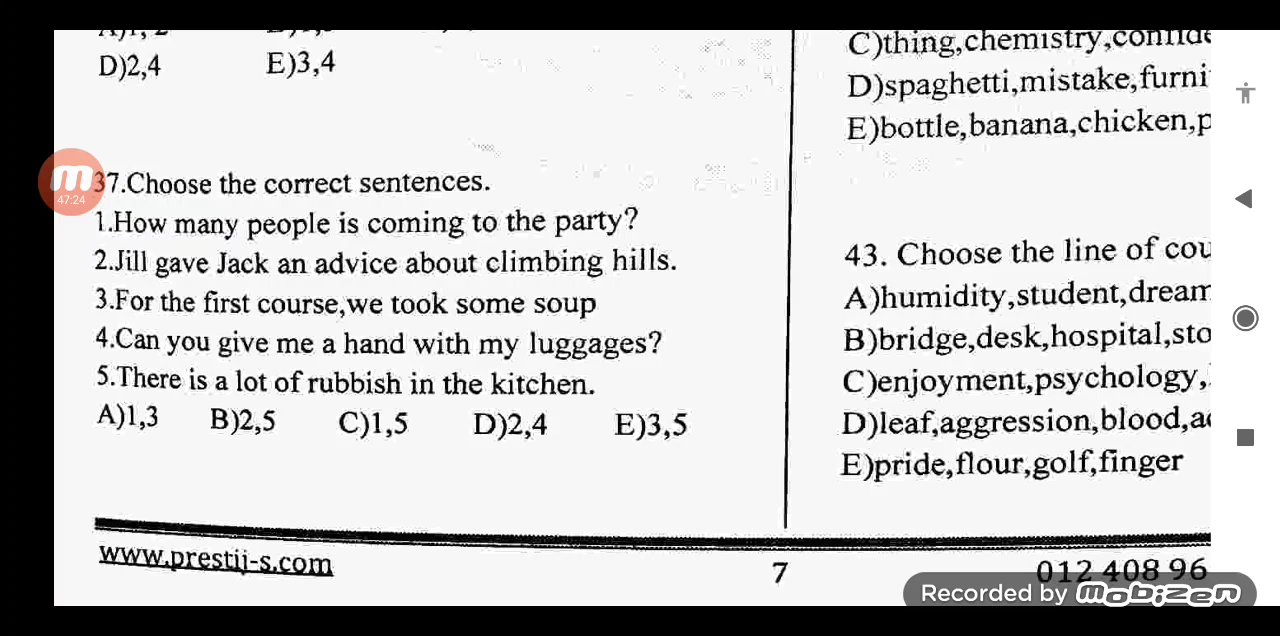 D)2,4 E)3,4
37.Choose the correct sentences.
1.How many people is coming to the party?
2.Jill gave Jack an advice about climbing hills.
3.For the first course,we took some soup
4.Can you give me a hand with my luggages?
5.There is a lot of rubbish in the kitchen.
A)1,3 B)2,5 C)1,5 D)2,4 E)3,5
C)thing,chemistry,
D)spaghetti,mistake,furni
E)bottle,banana,chicken,p
43. Choose the line of cou
A)humidity,student,dream
B)bridge,desk,hospital,sto
C)enjoyment,psychology,
D)leaf,aggression,blood,a
E)pride,flour,golf,finger
www.prestij-s.com
7
012 408 96
47:24
Recorded by mobizen